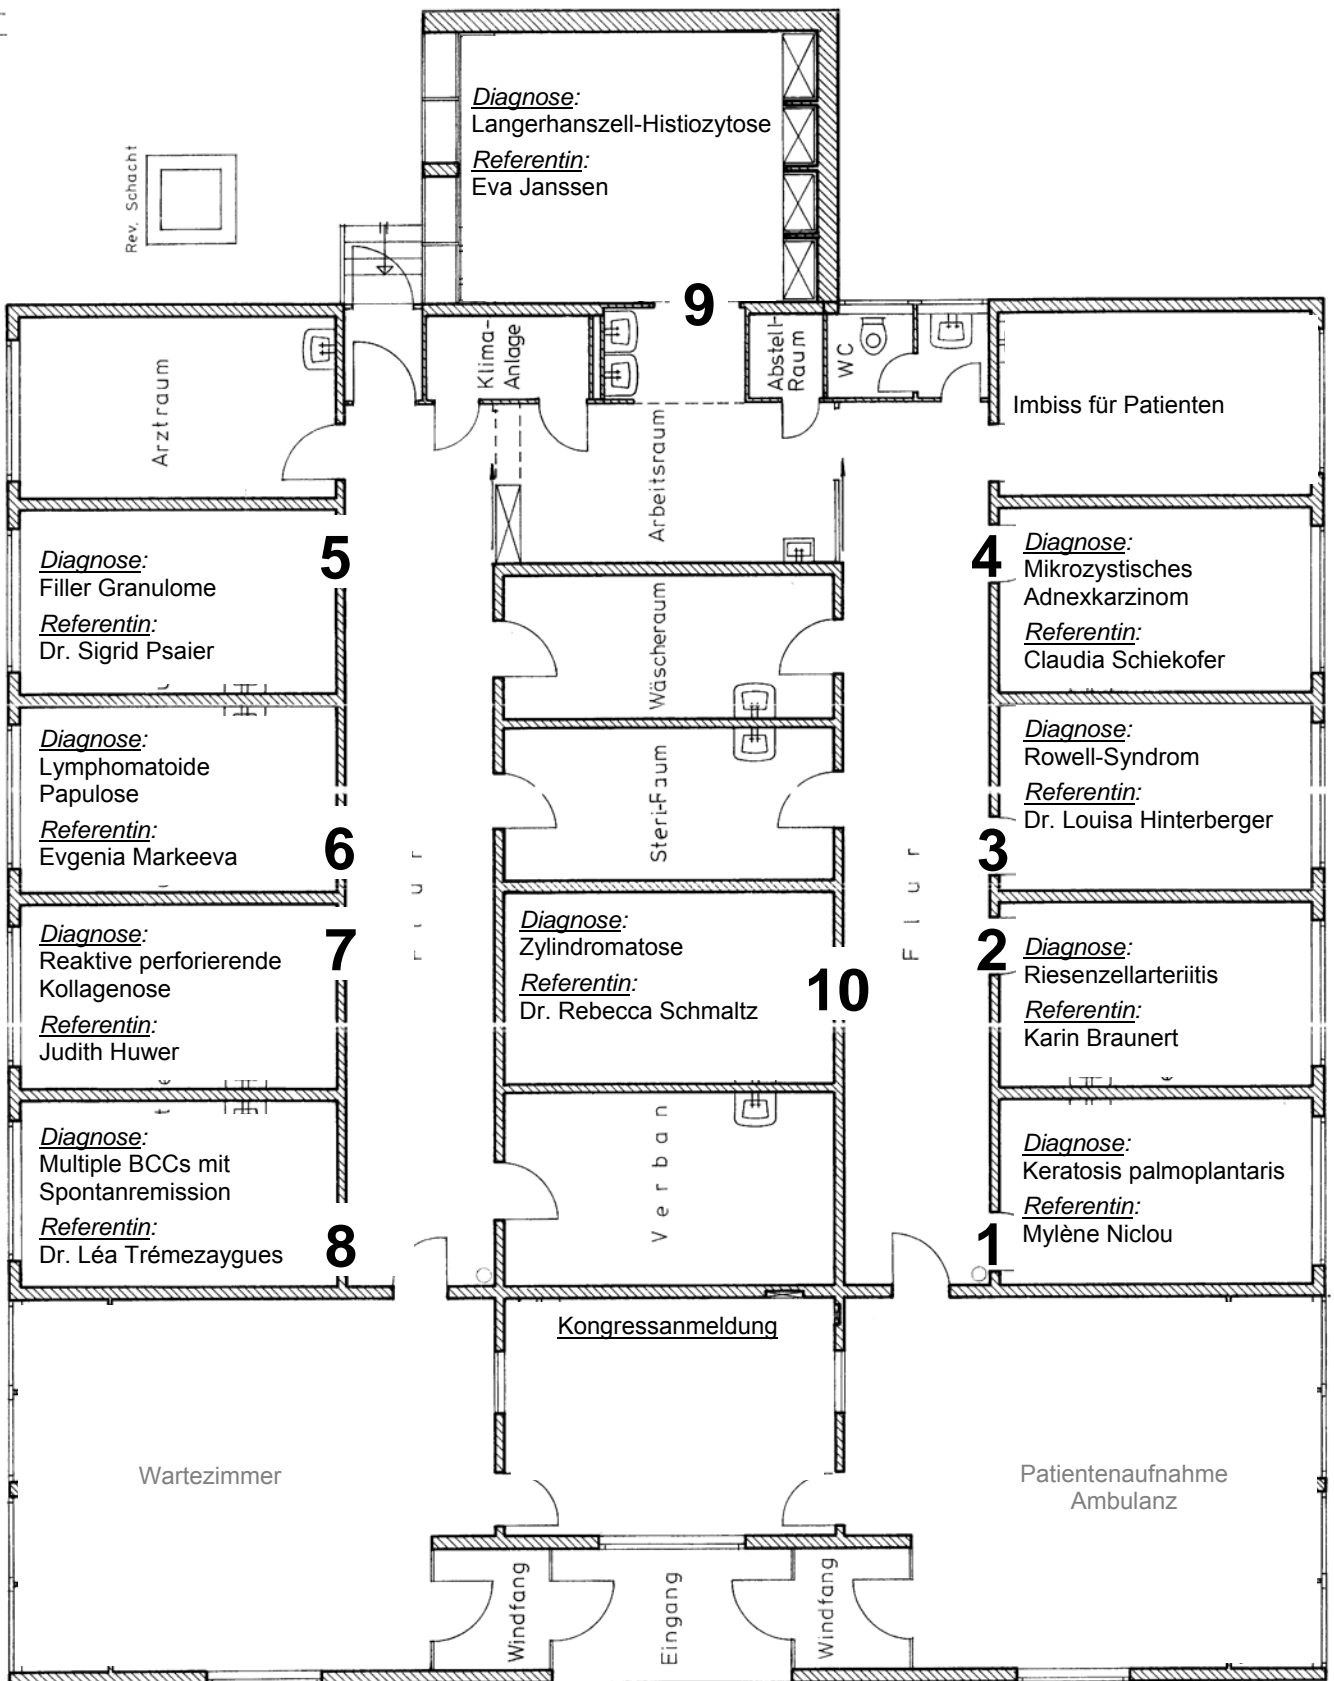 Diagnose:
Langerhanszell-Histiozytose
Referentin:
Eva Janssen
Rev. Schacht
9
Arztraum
Klima-
Anlage
Abstell-
Raum
WC
Imbiss für Patienten
Arbeitsraum
5
Diagnose:
Filler Granulome
Referentin:
Dr. Sigrid Psaier
4
Diagnose:
Mikrozystisches
Adnexkarzinom
Referentin:
Claudia Schiekofer
Wäscheraum
Diagnose:
Lymphomatoide
Papulose
Referentin:
Evgenia Markeeva
6
Steri-Raum
Flur
Flur
3
Diagnose:
Rowell-Syndrom
Referentin:
Dr. Louisa Hinterberger
Diagnose:
Reaktive perforierende
Kollagenose
Referentin:
Judith Huwer
7
Diagnose:
Zylindromatose
Referentin:
Dr. Rebecca Schmaltz
10
2
Diagnose:
Riesenzellarteriitis
Referentin:
Karin Braunert
Diagnose:
Multiple BCCs mit
Spontanremission
Referentin:
Dr. Léa Trémezaygues
8
Verban
1
Diagnose:
Keratosis palmoplantaris
Referentin:
Mylène Niclou
Kongressanmeldung
Wartezimmer
Patientenaufnahme
Ambulanz
Windfang
Eingang
Windfang